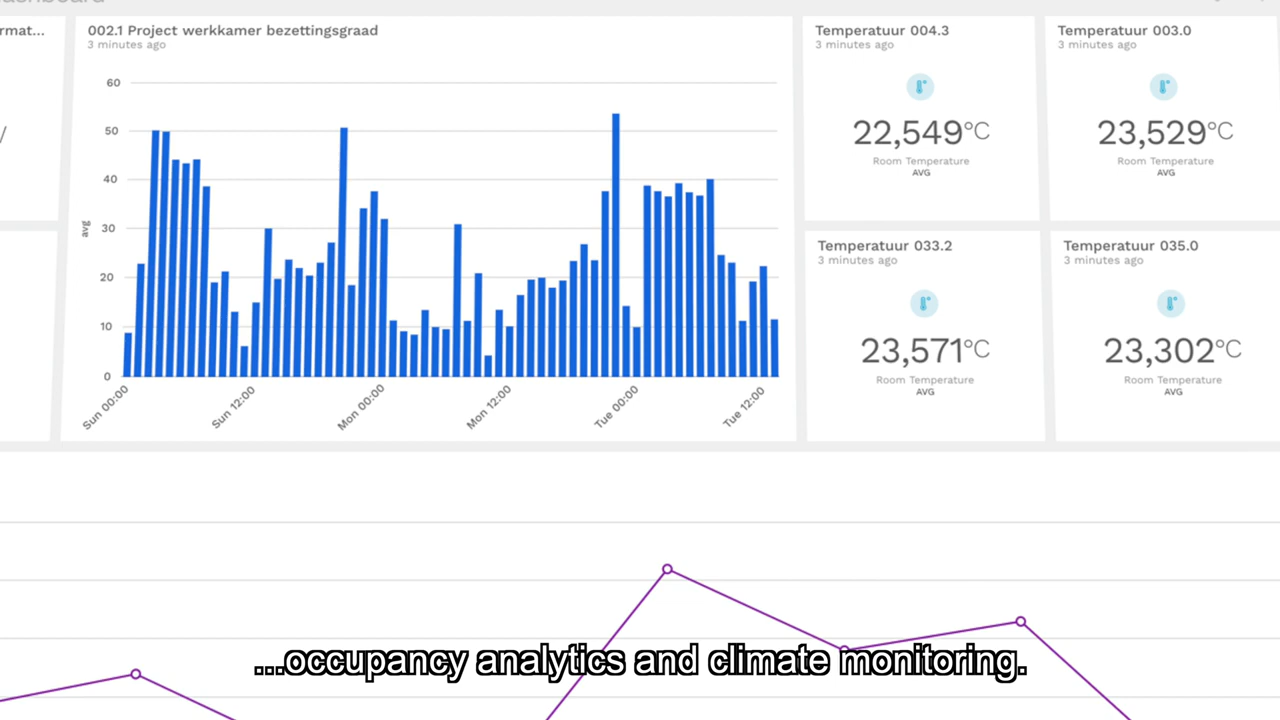 dashboard
rmat...
/
002.1 Project werkkamer bezettingsgraad
3 minutes ago
60
50
40
30
20
10
0
avg
Sun 00:00
Sun 12:00
Mon 00:00
Mon 12:00
Tue 00:00
Tue 12:00
Temperatuur 004.3
3 minutes ago
22,549°C
Room Temperature
AVG
Temperatuur 003.0
3 minutes ago
23,529°C
Room Temperature
AVG
Temperatuur 033.2
3 minutes ago
23,571°C
Room Temperature
AVG
Temperatuur 035.0
3 minutes ago
23,302°C
Room Temperature
AVG
...occupancy analytics and climate monitoring.